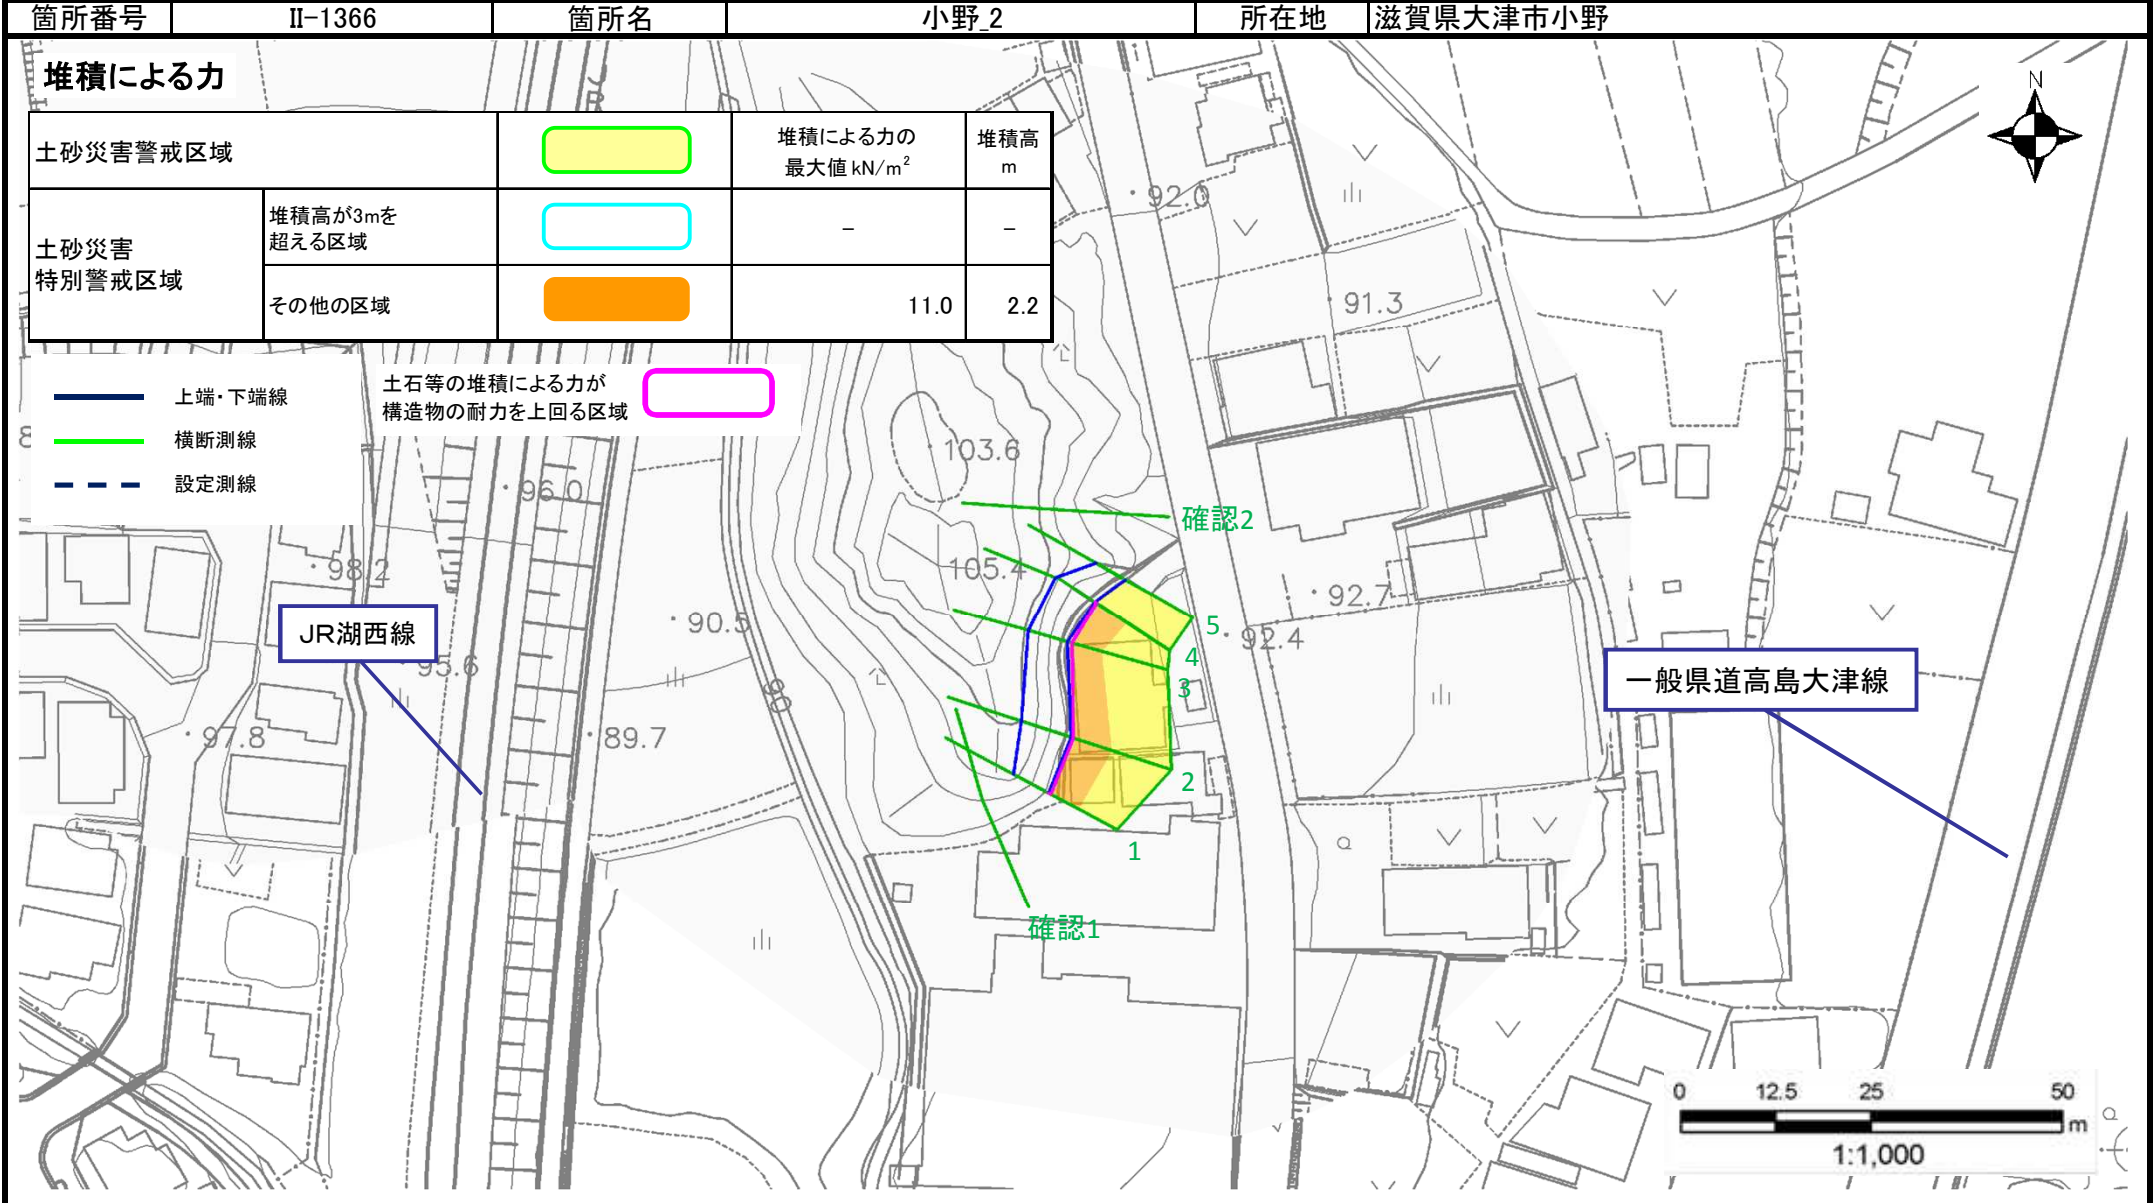 箇所番号 II-1366 箇所名 小野_2 所在地 滋賀県大津市小野
堆積による力
土砂災害警戒区域
堆積による力の
最大値 kN/m²
堆積高
m
土砂災害
特別警戒区域
堆積高が3mを
超える区域
－ －
その他の区域
11.0 2.2
上端・下端線
横断測線
設定測線
土石等の堆積による力が
構造物の耐力を上回る区域
N
92.0
91.3
103.6
96.0
確認2
105.4
98.2
92.7
90.5
5
92.4
JR湖西線
95.6
4
3
一般県道高島大津線
90
97.8
89.7
2
1
確認1
0 12.5 25 50
m
1:1,000